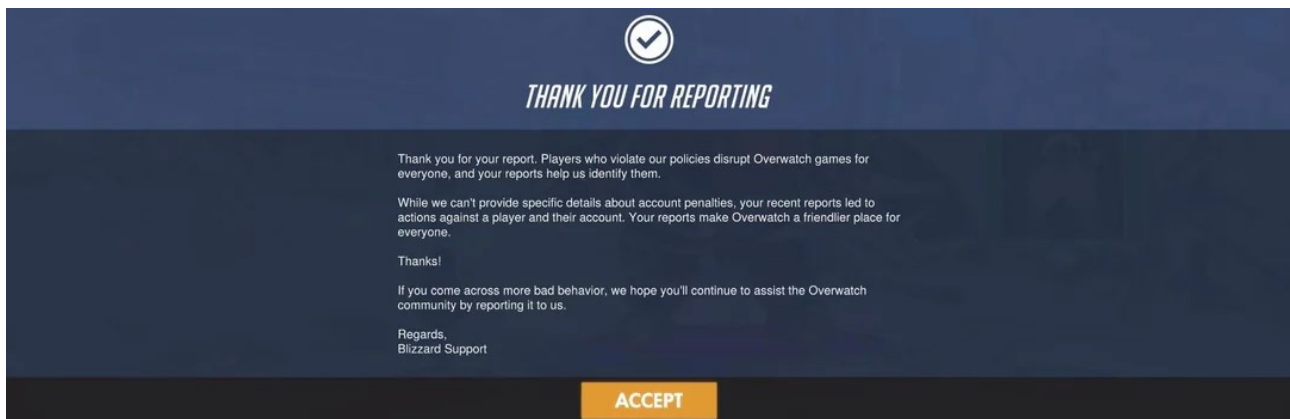 THANK YOU FOR REPORTING
Thank you for your report. Players who violate our policies disrupt Overwatch games for
everyone, and your reports help us identify them.
While we can't provide specific details about account penalties, your recent reports led to
actions against a player and their account. Your reports make Overwatch a friendlier place for
everyone.
Thanks!
If you come across more bad behavior, we hope you'll continue to assist the Overwatch
community by reporting it to us.
Regards,
Blizzard Support
ACCEPT